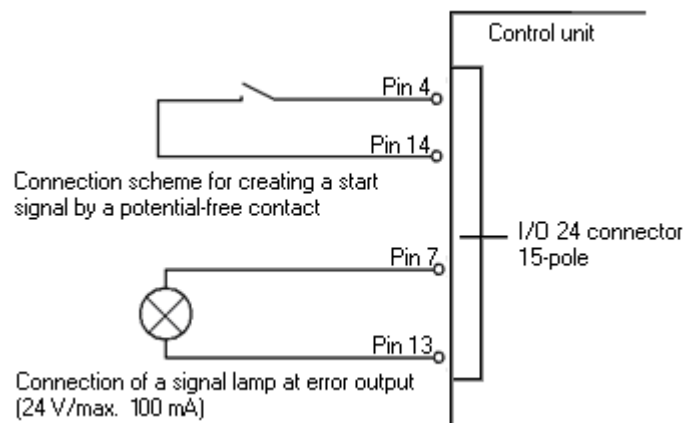 Control unit
Pin 4
Pin 14
Connection scheme for creating a start
signal by a potential-free contact
I/O 24 connector
15-pole
Pin 7
Pin 13
Connection of a signal lamp at error output
(24 V/max. 100 mA)